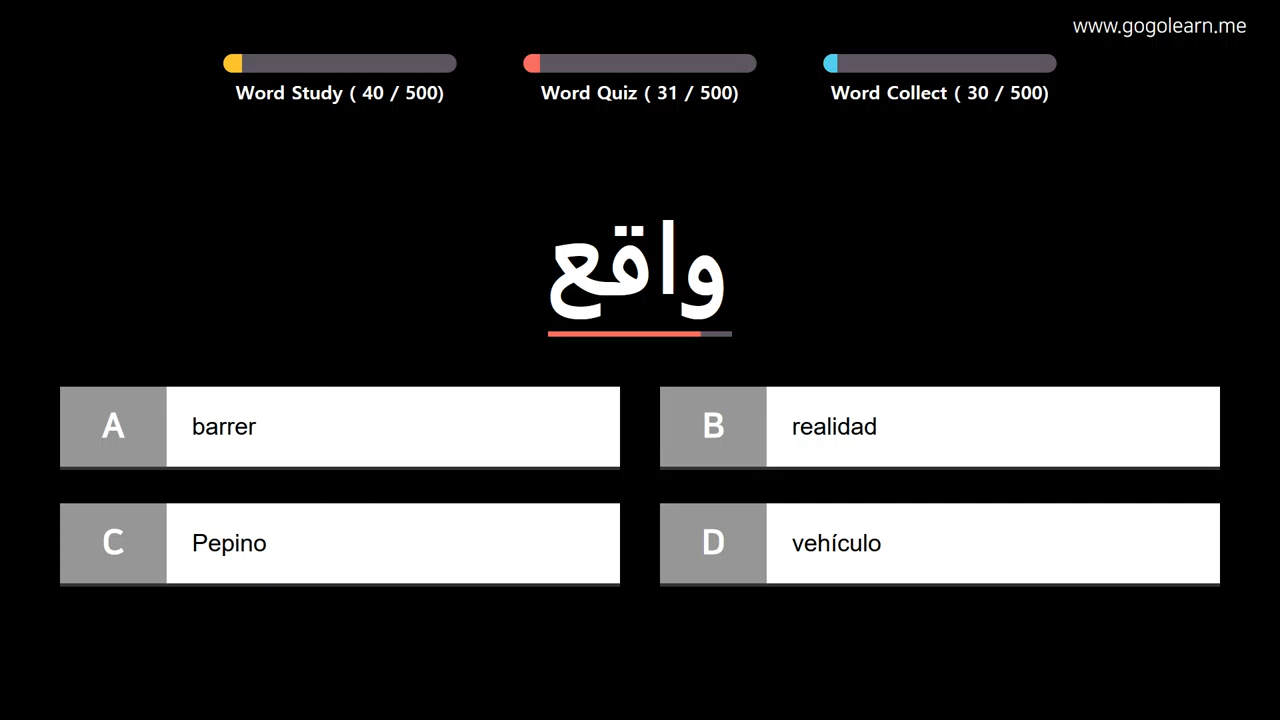 www.gogolearn.me
Word Study ( 40 / 500)
Word Quiz ( 31 / 500)
Word Collect ( 30 / 500)
واقع
A barrer
B realidad
C Pepino
D vehículo